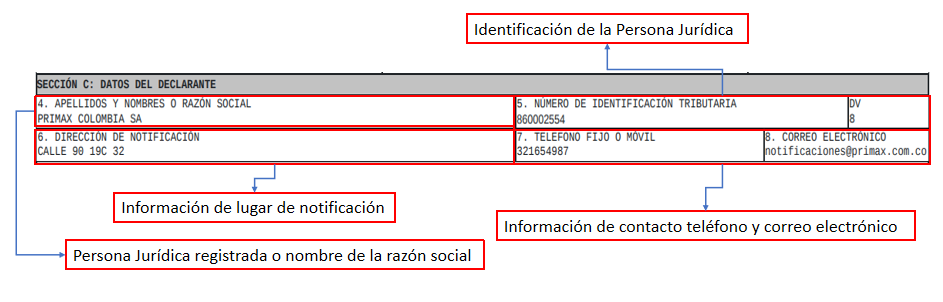 Identificación de la Persona Jurídica
SECCIÓN C: DATOS DEL DECLARANTE
4. APELLIDOS Y NOMBRES O RAZÓN SOCIAL
PRIMAX COLOMBIA SA
5. NÚMERO DE IDENTIFICACIÓN TRIBUTARIA
860002554
DV
8
6. DIRECCIÓN DE NOTIFICACIÓN
CALLE 90 19C 32
7. TELEFONO FIJO O MÓVIL
321654987
8. CORREO ELECTRÓNICO
notificaciones@primax.com.co
Información de lugar de notificación
Información de contacto teléfono y correo electrónico
Persona Jurídica registrada o nombre de la razón social